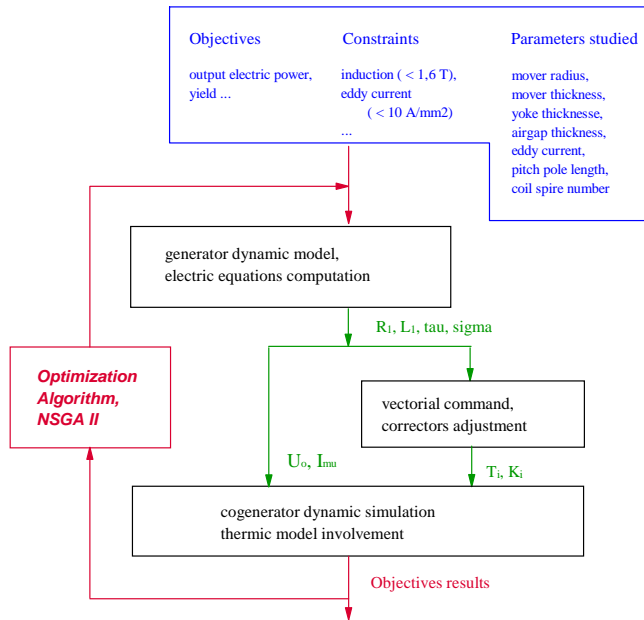 Objectives
output electric power,
yield ...
Constraints
induction ( < 1,6 T),
eddy current
( < 10 A/mm2)
...
Parameters studied
mover radius,
mover thickness,
yoke thicknesse,
airgap thickness,
eddy current,
pitch pole length,
coil spire number
generator dynamic model,
electric equations computation
R1, L1, tau, sigma
Optimization
Algorithm,
NSGA II
vectorial command,
correctors adjustment
Uo, Imu
Ti, Ki
cogenerator dynamic simulation
thermic model involvement
Objectives results